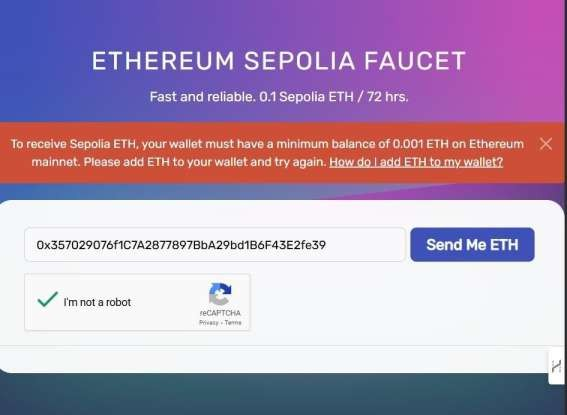 ETHEREUM SEPOLIA FAUCET
Fast and reliable. 0.1 Sepolia ETH / 72 hrs.
To receive Sepolia ETH, your wallet must have a minimum balance of 0.001 ETH on Ethereum
mainnet. Please add ETH to your wallet and try again. How do I add ETH to my wallet?
0x357029076f1C7A2877897BbA29bd1B6F43E2fe39
Send Me ETH
I'm not a robot
reCAPTCHA
Privacy - Terms